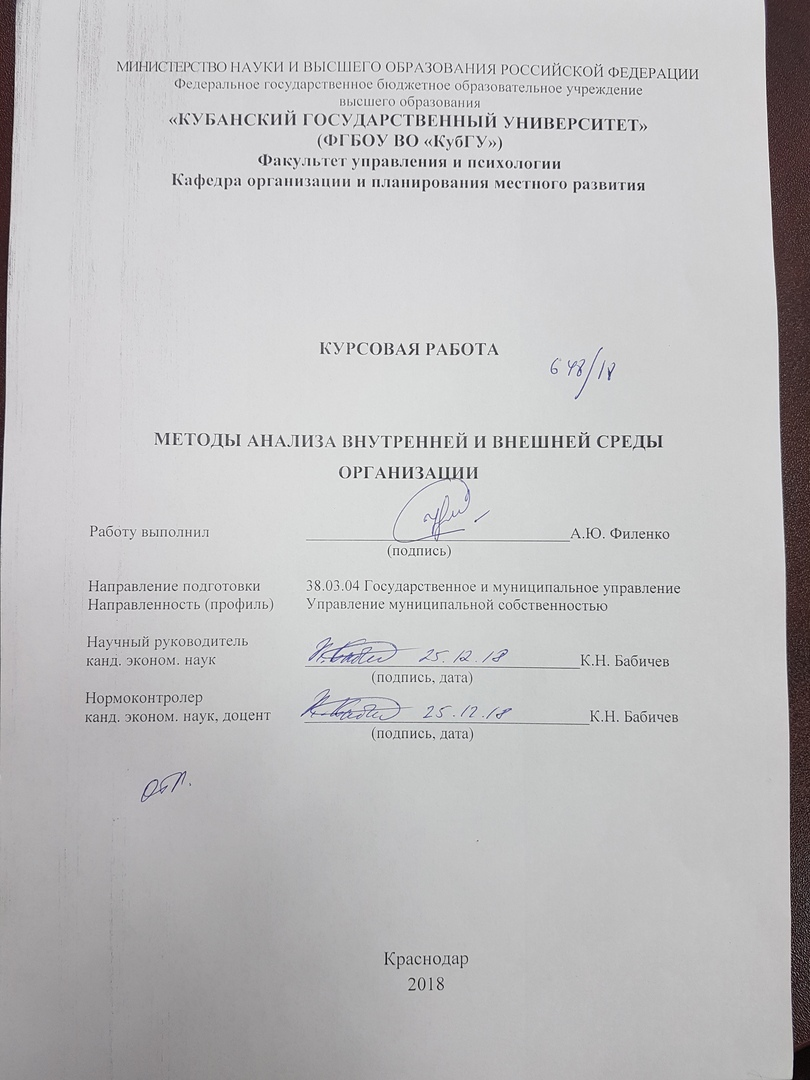 МИНИСТЕРСТВО НАУКИ И ВЫСШЕГО ОБРАЗОВАНИЯ РОССИЙСКОЙ ФЕДЕРАЦИИ
Федеральное государственное бюджетное образовательное учреждение
высшего образования
«КУБАНСКИЙ ГОСУДАРСТВЕННЫЙ УНИВЕРСИТЕТ»
(ФГБОУ ВО «КубГУ»)
Факультет управления и психологии
Кафедра организации и планирования местного развития
КУРСОВАЯ РАБОТА
648/18
МЕТОДЫ АНАЛИЗА ВНУТРЕННЕЙ И ВНЕШНЕЙ СРЕДЫ
ОРГАНИЗАЦИИ
Работу выполнил А.Ю. Филенко
(подпись)
Направление подготовки 38.03.04 Государственное и муниципальное управление
Направленность (профиль) Управление муниципальной собственностью
Научный руководитель
канд. эконом. наук 25.12.18 К.Н. Бабичев
(подпись, дата)
Нормоконтролер
канд. эконом. наук, доцент 25.12.18 К.Н. Бабичев
(подпись, дата)
Краснодар
2018